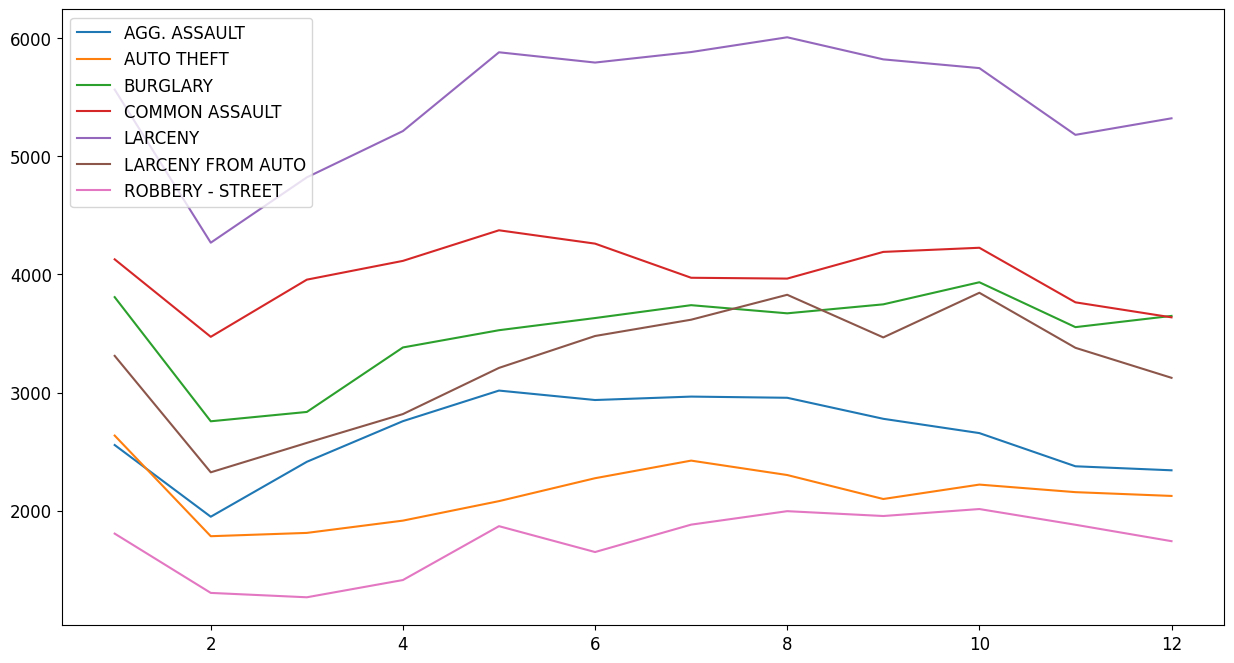 6000
5000
4000
3000
2000
AGG. ASSAULT
AUTO THEFT
BURGLARY
COMMON ASSAULT
LARCENY
LARCENY FROM AUTO
ROBBERY - STREET
2 4 6 8 10 12